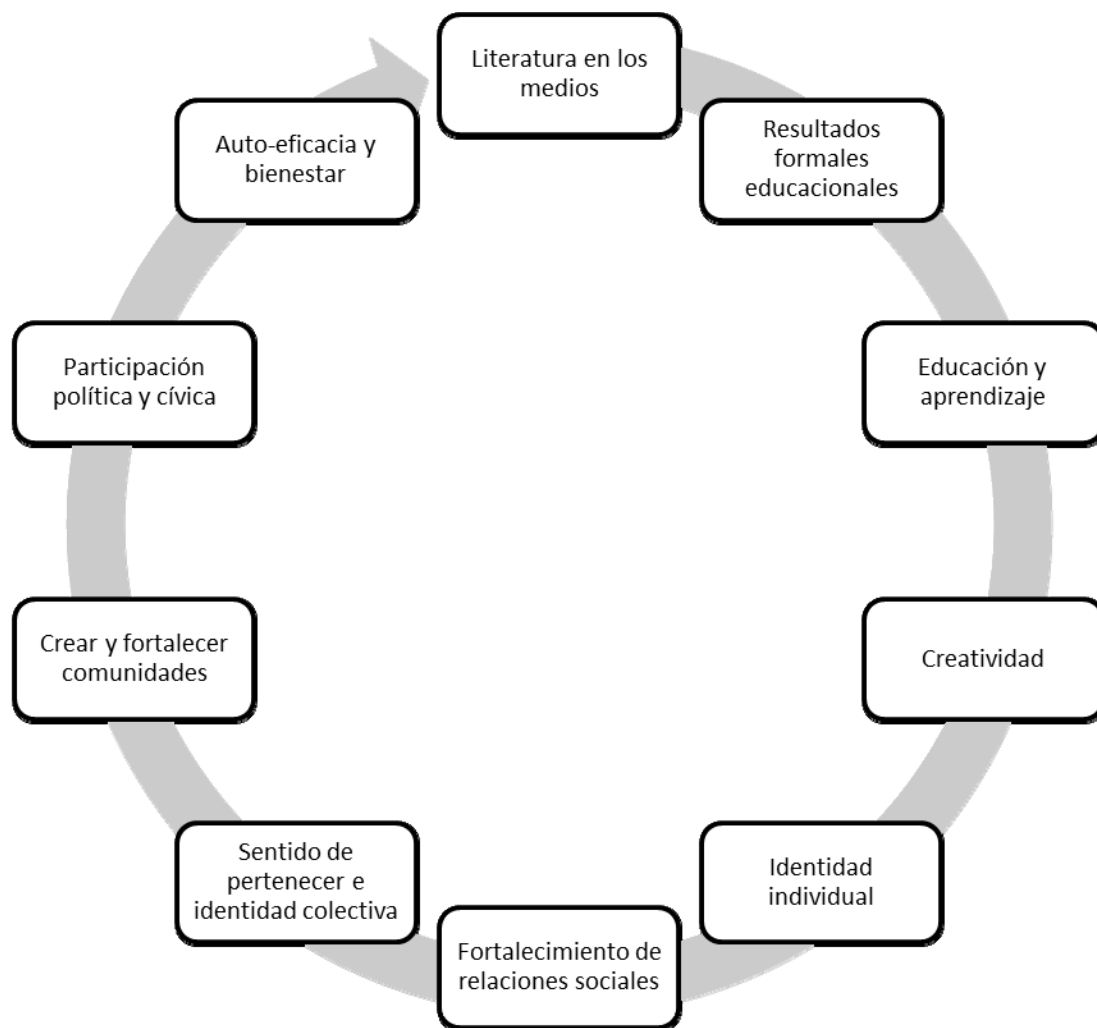 Literatura en los
medios
Resultados
formales
educacionales
Educación y
aprendizaje
Creatividad
Identidad
individual
Fortalecimiento de
relaciones sociales
Sentido de
pertenecer e
identidad colectiva
Crear y fortalecer
comunidades
Participación
política y cívica
Auto-eficacia y
bienestar